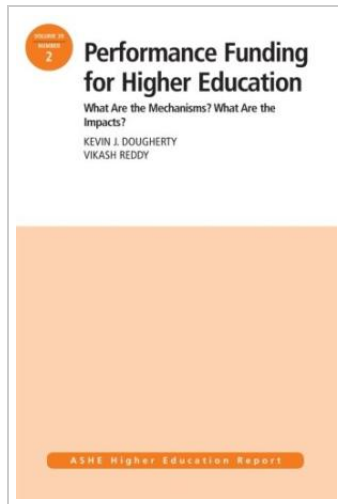 VOLUME 39
NUMBER
2
Performance Funding
for Higher Education
What Are the Mechanisms? What Are the
Impacts?
KEVIN J. DOUGHERTY
VIKASH REDDY
ASHE Higher Education Report